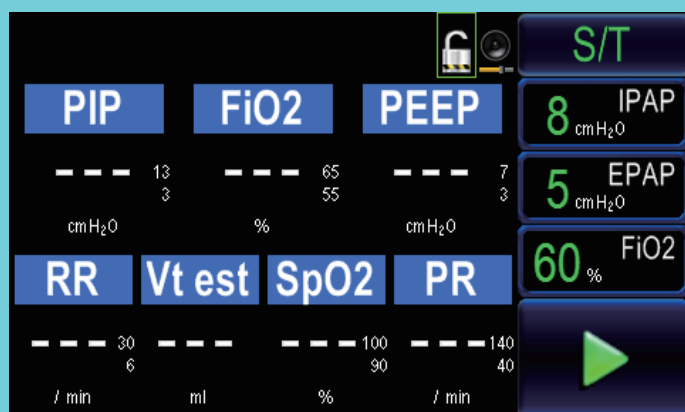 S/T
PIP FiO2 PEEP
8 cmH₂O IPAP
--- 13 --- 65 --- 7
3 55 3
5 cmH₂O EPAP
cmH₂O % cmH₂O
60 % FiO2
RR Vt est SpO2 PR
--- 30 --- --- 100 --- 140
6 90 40
/ min ml % / min